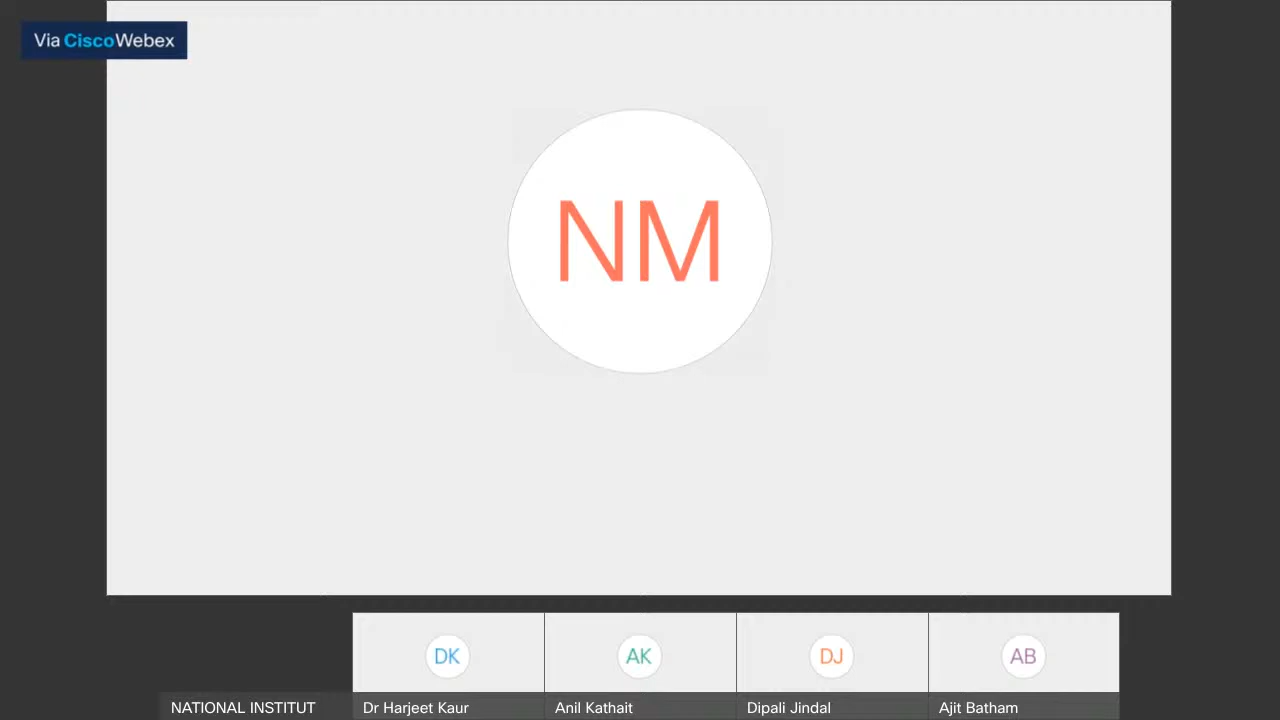 Via CiscoWebex
NM
DK
AK
DJ
AB
NATIONAL INSTITUT
Dr Harjeet Kaur
Anil Kathait
Dipali Jindal
Ajit Batham